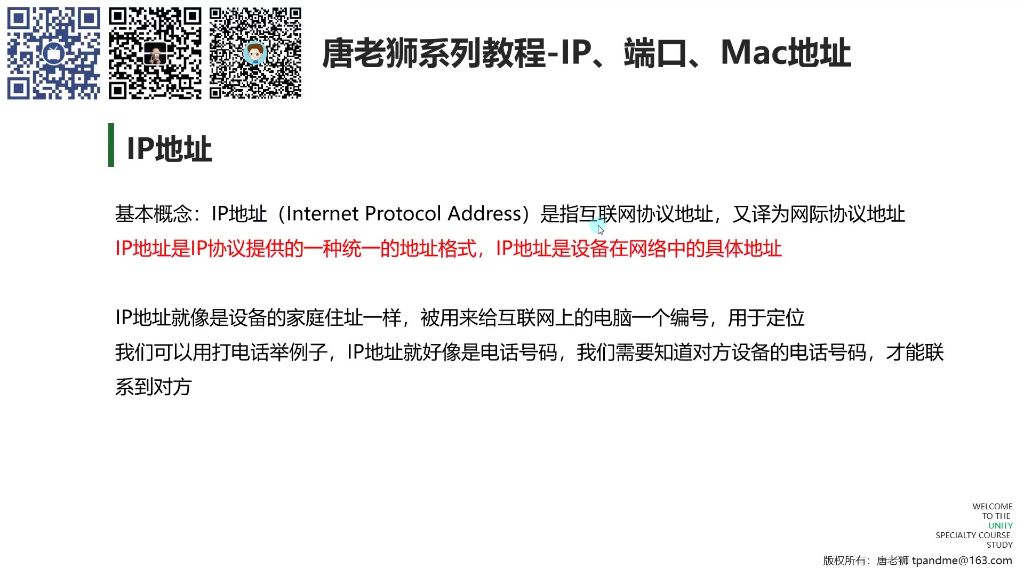 唐老狮系列教程-IP、端口、Mac地址
IP地址
基本概念：IP地址（Internet Protocol Address）是指互联网协议地址，又译为网际协议地址
IP地址是IP协议提供的一种统一的地址格式，IP地址是设备在网络中的具体地址
IP地址就像是设备的家庭住址一样，被用来给互联网上的电脑一个编号，用于定位
我们可以用打电话举例子，IP地址就好像是电话号码，我们需要知道对方设备的电话号码，才能联
系到对方
WELCOME
TO THE
UNITY
SPECIALTY COURSE
STUDY
版权所有：唐老狮 tpandme@163.com